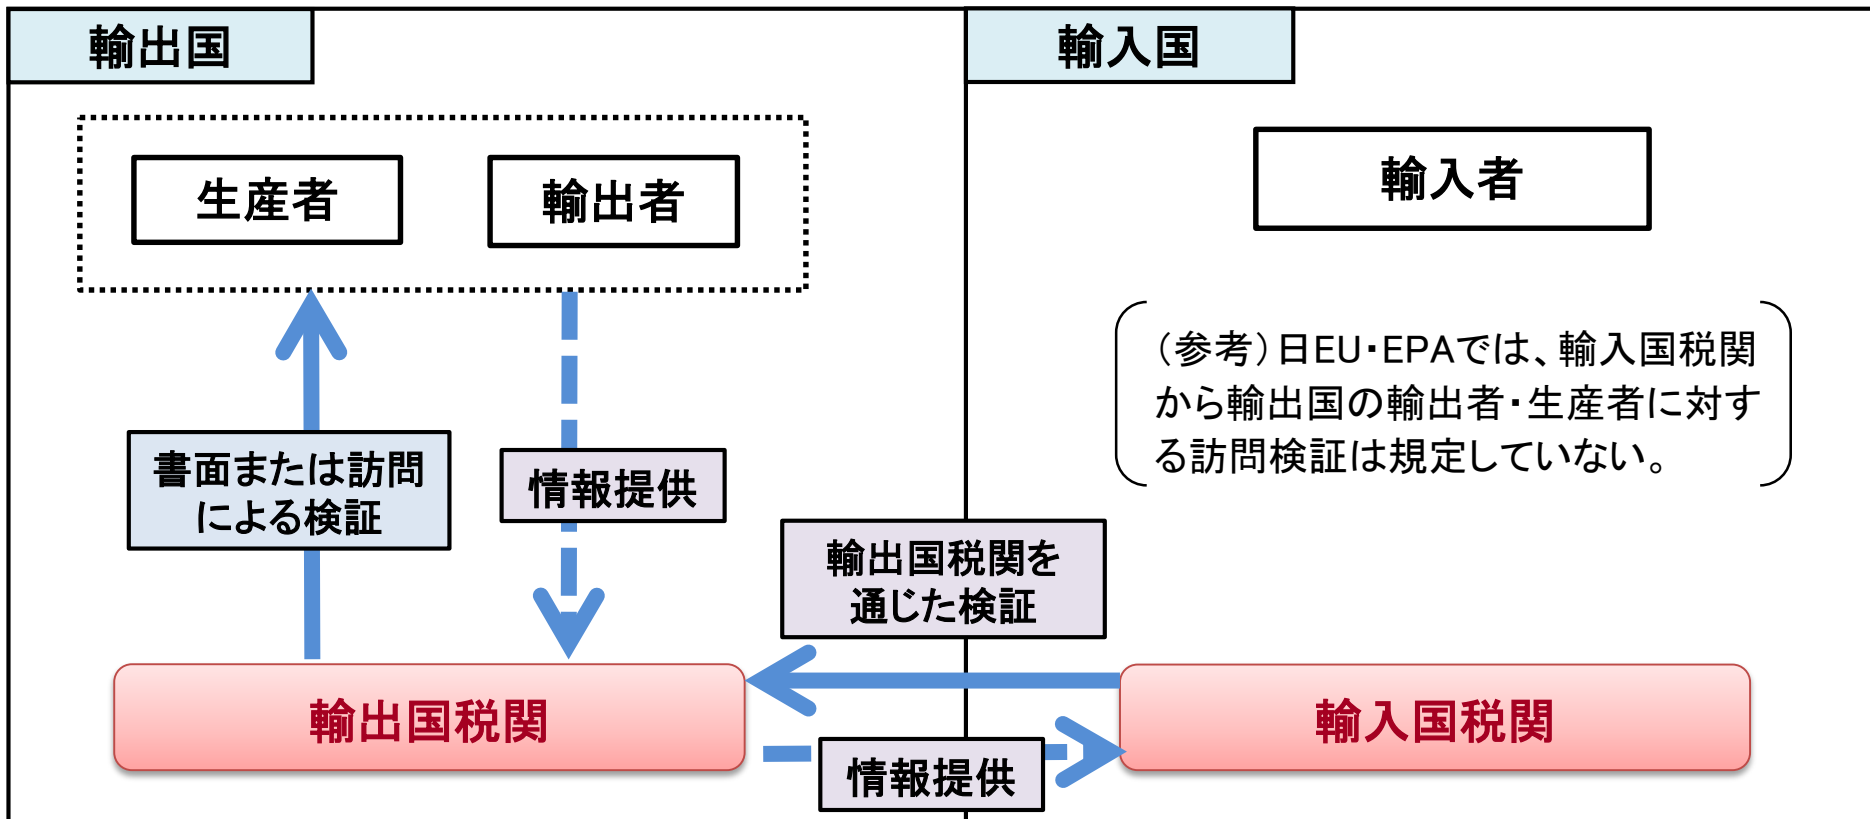 輸出国
輸入国
生産者
輸出者
輸入者
(参考)日EU・EPAでは、輸入国税関
から輸出国の輸出者・生産者に対す
る訪問検証は規定していない。
書面または訪問
による検証
情報提供
輸出国税関を
通じた検証
輸出国税関
輸入国税関
情報提供